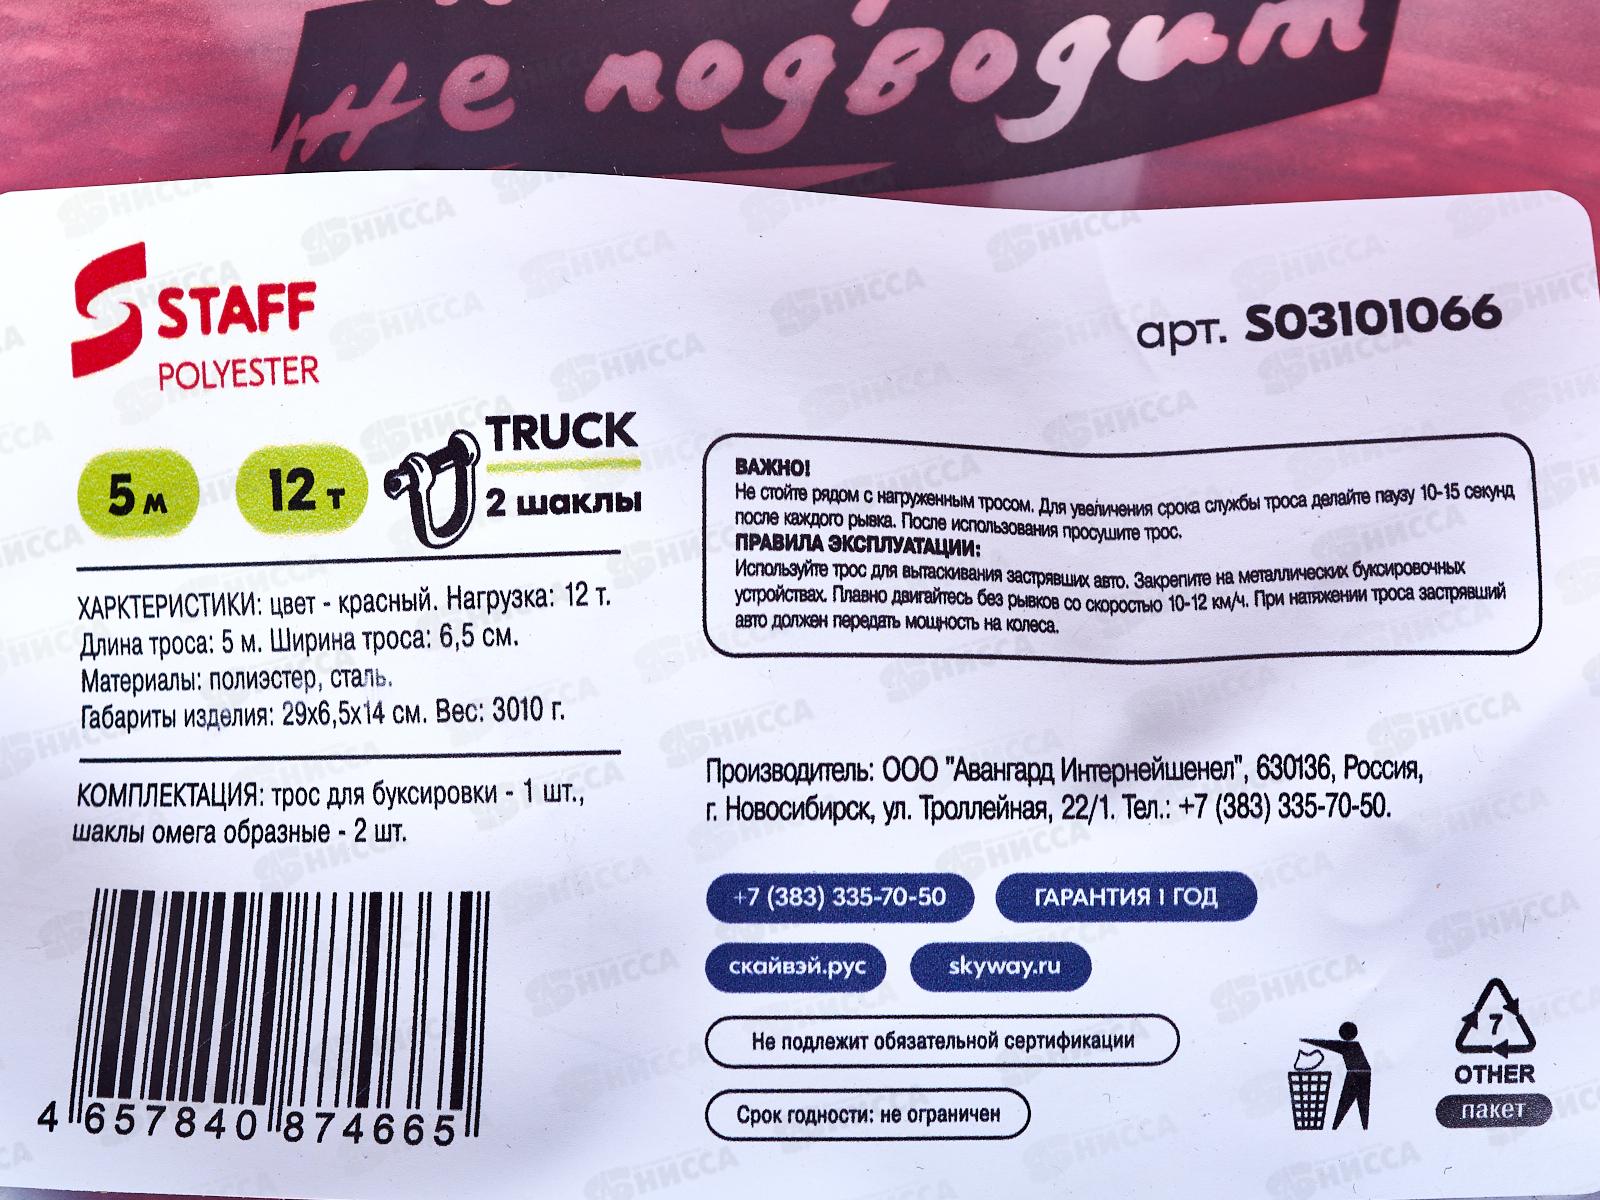 не подводит
STAFF
POLYESTER
арт. S03101066
5 м
12 т
TRUCK
2 шаклы
ХАРКТЕРИСТИКИ: цвет - красный. Нагрузка: 12 т.
Длина троса: 5 м. Ширина троса: 6,5 см.
Материалы: полиэстер, сталь.
Габариты изделия: 29х6,5х14 см. Вес: 3010 г.
КОМПЛЕКТАЦИЯ: трос для буксировки - 1 шт.,
шаклы омега образные - 2 шт.
4 657840 874665
ВАЖНО!
Не стойте рядом с нагруженным тросом. Для увеличения срока службы троса делайте паузу 10-15 секунд
после каждого рывка. После использования просушите трос.
ПРАВИЛА ЭКСПЛУАТАЦИИ:
Используйте трос для вытаскивания застрявших авто. Закрепите на металлических буксировочных
устройствах. Плавно двигайтесь без рывков со скоростью 10-12 км/ч. При натяжении троса застрявший
авто должен передать мощность на колеса.
Производитель: ООО "Авангард Интернейшенел", 630136, Россия,
г. Новосибирск, ул. Троллейная, 22/1. Тел.: +7 (383) 335-70-50.
+7 (383) 335-70-50
ГАРАНТИЯ 1 ГОД
скайвэй.рус
skyway.ru
Не подлежит обязательной сертификации
Срок годности: не ограничен
7
OTHER
пакет
НИССА